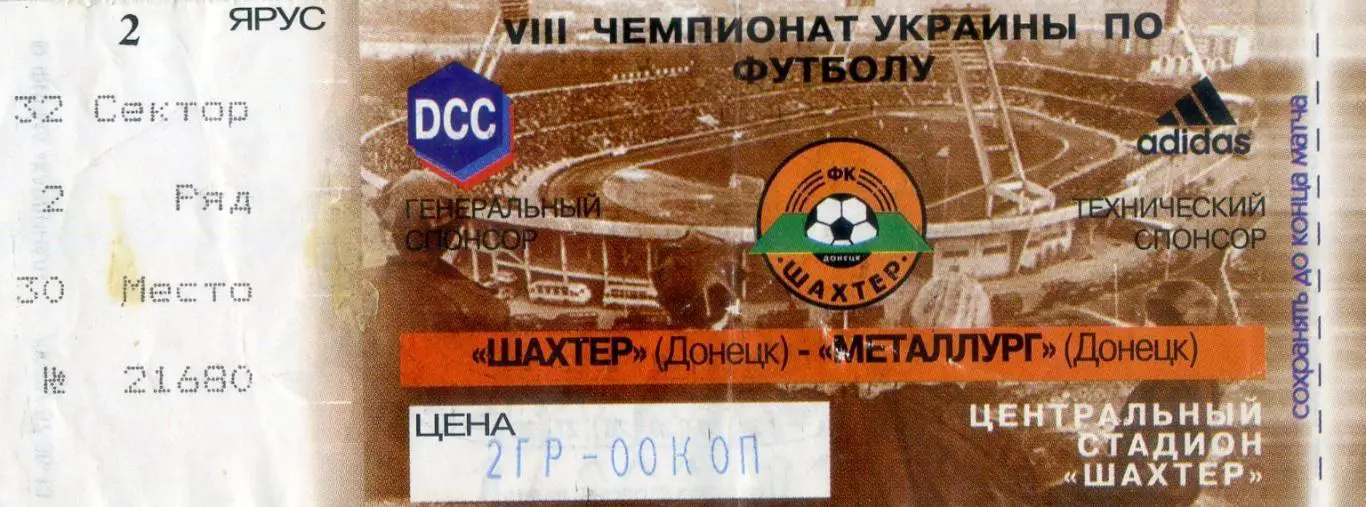 2 ЯРУС
32 Сектор
2 Ряд
30 Место
№ 21680
VIII ЧЕМПИОНАТ УКРАИНЫ ПО
ФУТБОЛУ
DCC
ГЕНЕРАЛЬНЫЙ
СПОНСОР
ФК
ДОНЕЦК
·ШАХТЕР·
adidas
ТЕХНИЧЕСКИЙ
СПОНСОР
«ШАХТЕР» (Донецк) - «МЕТАЛЛУРГ» (Донецк)
ЦЕНА
2ГР-00КОП
ЦЕНТРАЛЬНЫЙ
СТАДИОН
«ШАХТЕР»
сохранять до конца матча